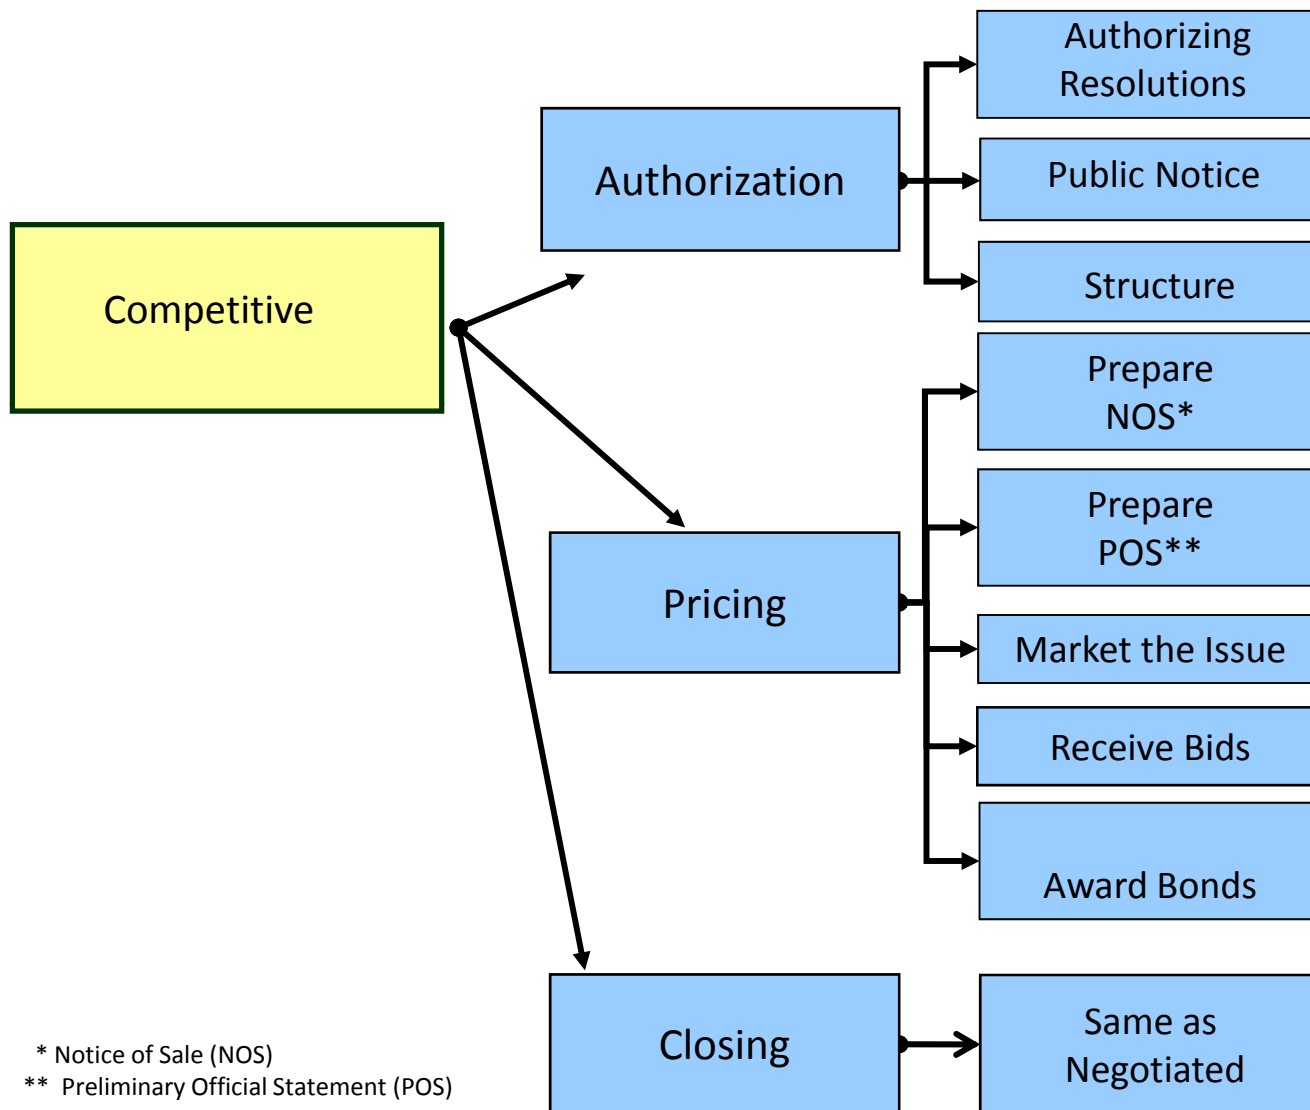 Competitive
Authorization
Authorizing
Resolutions
Public Notice
Structure
Pricing
Prepare
NOS*
Prepare
POS**
Market the Issue
Receive Bids
Award Bonds
Closing
Same as
Negotiated
* Notice of Sale (NOS)
** Preliminary Official Statement (POS)